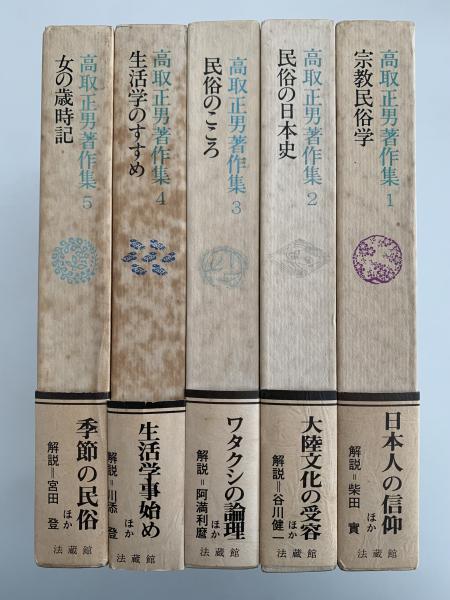 高取正男著作集 1
宗教民俗学
日本人の信仰
ほか
解説=柴田 實
法蔵館
高取正男著作集 2
民俗の日本史
大陸文化の受容
ほか
解説=谷川健一
法蔵館
高取正男著作集 3
民俗のこころ
ワタクシの論理
ほか
解説=阿満利麿
法蔵館
高取正男著作集 4
生活学のすすめ
生活学事始め
ほか
解説=川添 登
法蔵館
高取正男著作集 5
女の歳時記
季節の民俗
ほか
解説=宮田 登
法蔵館